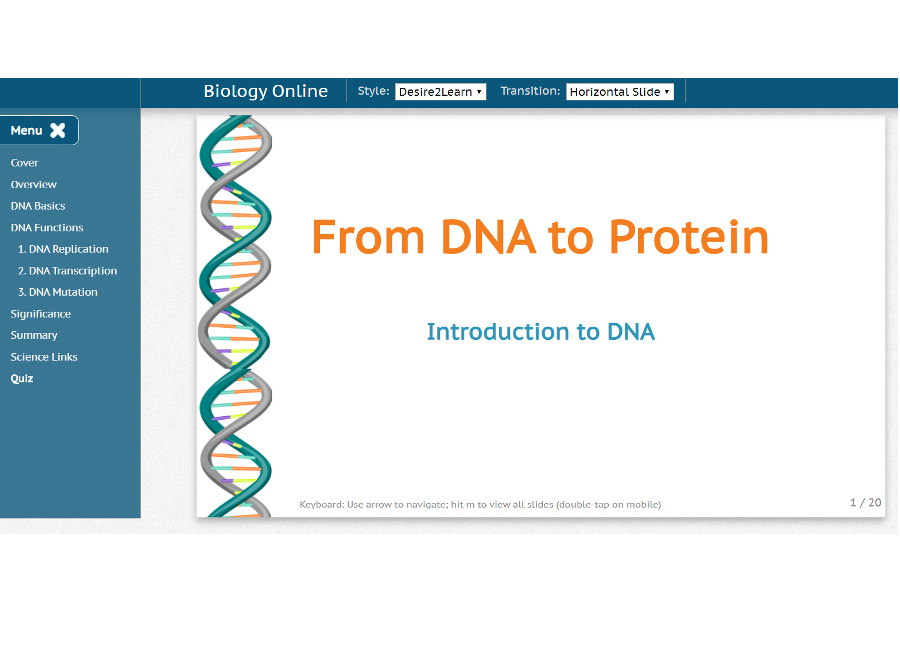 Biology Online
Style: Desire2Learn
Transition: Horizontal Slide
Menu
Cover
Overview
DNA Basics
DNA Functions
1. DNA Replication
2. DNA Transcription
3. DNA Mutation
Significance
Summary
Science Links
Quiz
From DNA to Protein
Introduction to DNA
Keyboard: Use arrow to navigate; hit m to view all slides (double-tap on mobile)
1 / 20